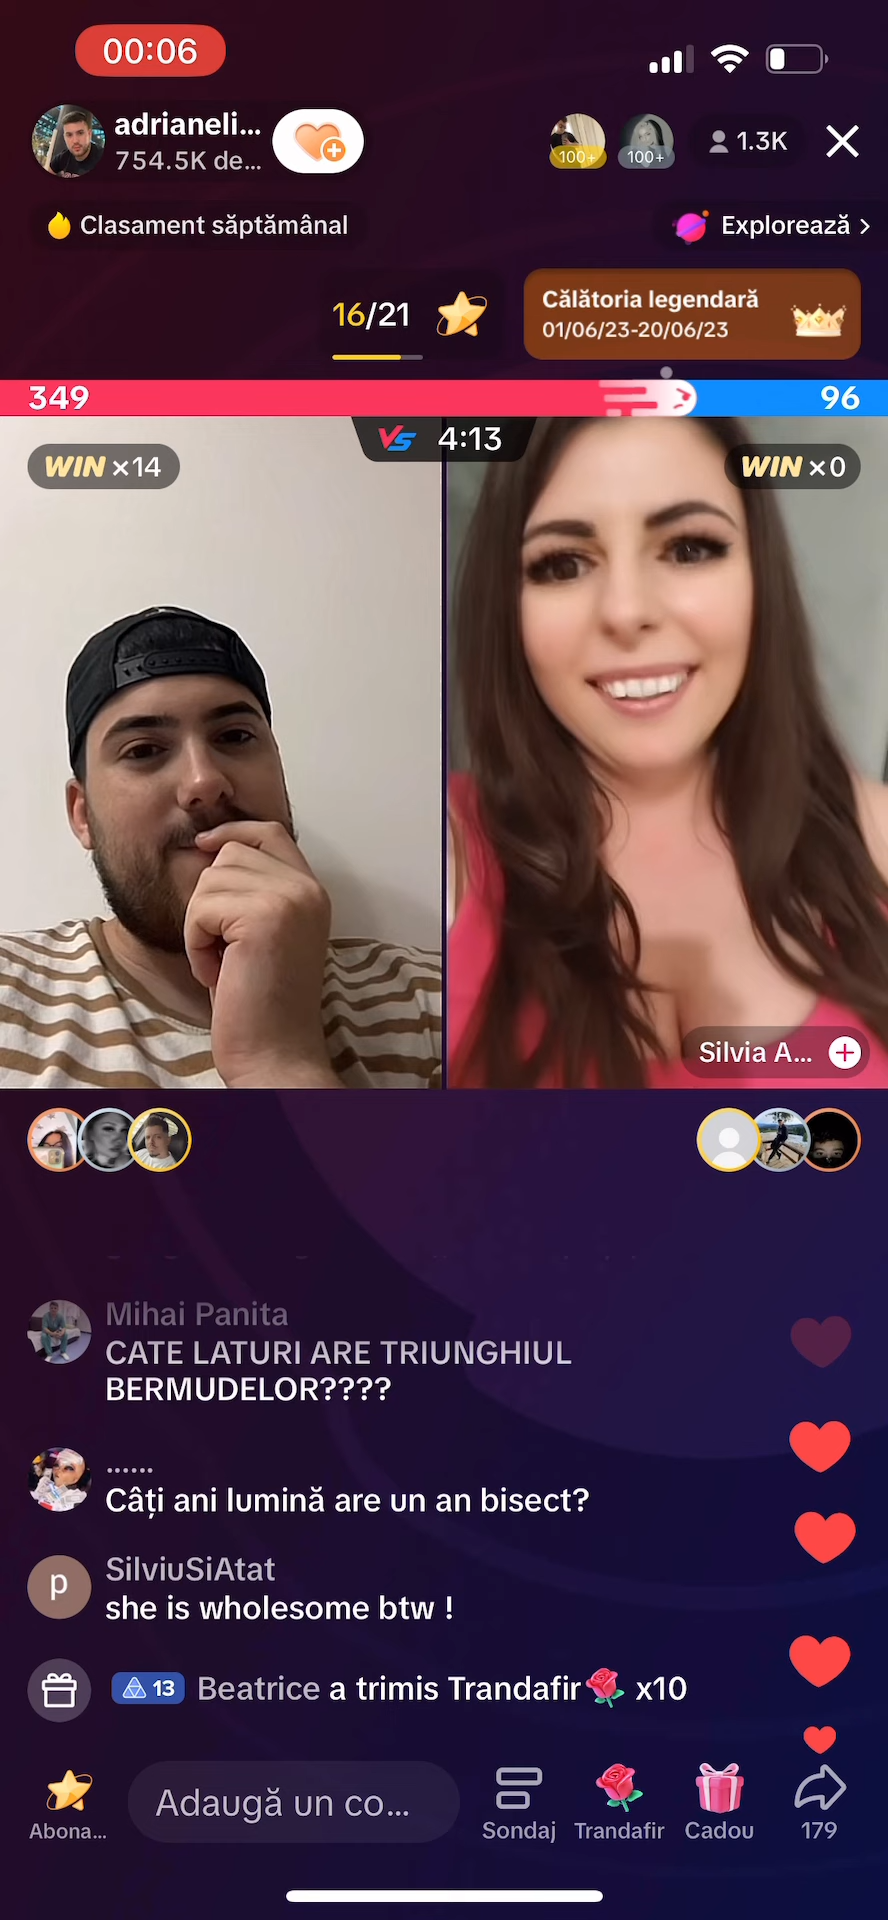 00:06
adrianeli...
754.5K de...
100+
100+
1.3K
Clasament săptămânal
Explorează >
16/21
Călătoria legendară
01/06/23-20/06/23
349
96
VS 4:13
WIN x14
WIN x0
Silvia A...
Mihai Panita
CATE LATURI ARE TRIUNGHIUL
BERMUDELOR????
......
Câți ani lumină are un an bisect?
p
SilviuSiAtat
she is wholesome btw !
13 Beatrice a trimis Trandafir x10
Adaugă un co...
Abona...
Sondaj
Trandafir
Cadou
179